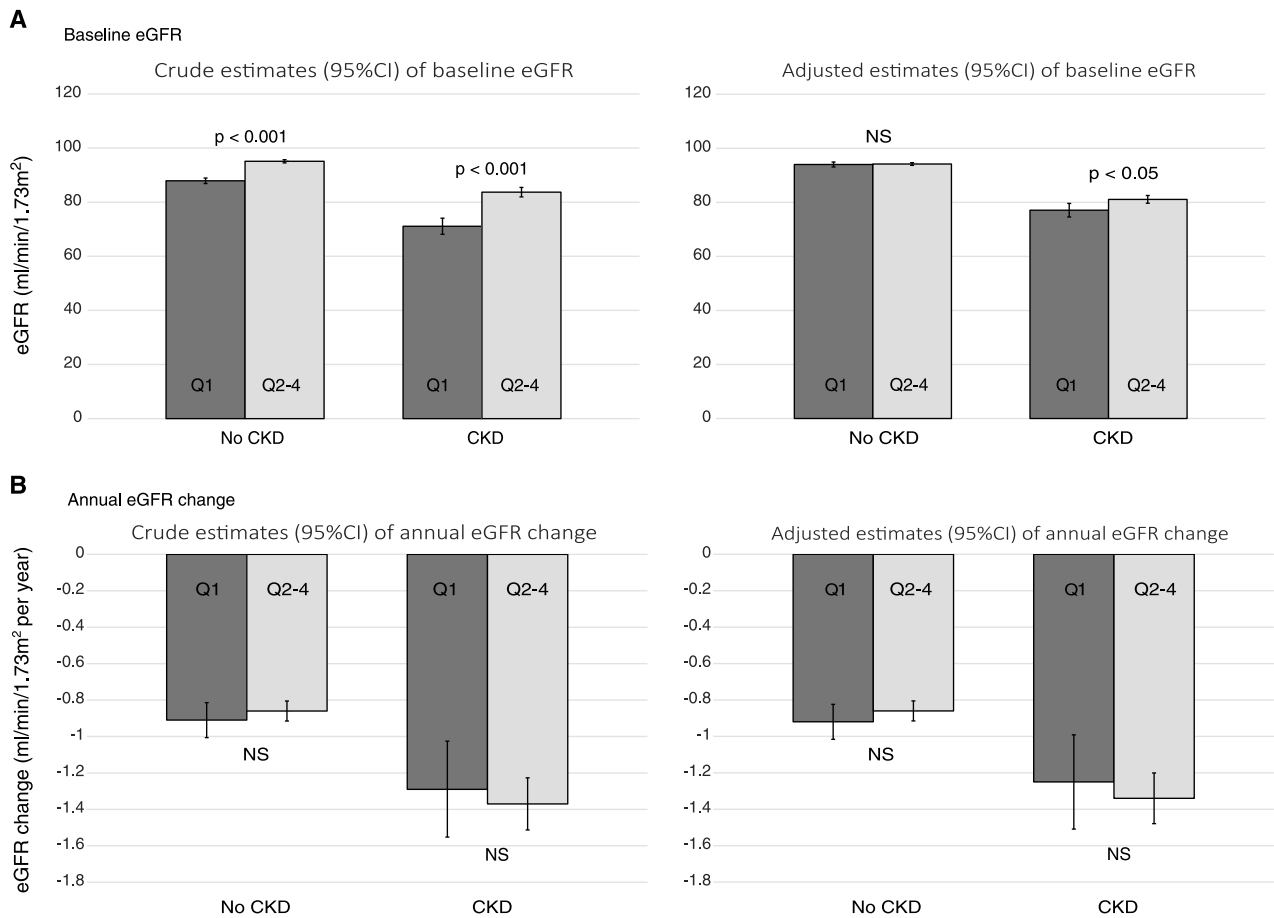 A
Baseline eGFR
Crude estimates (95%CI) of baseline eGFR
eGFR (ml/min/1.73m²)
120
100
80
60
40
20
0
p < 0.001
p < 0.001
Q1
Q2-4
Q1
Q2-4
No CKD
CKD
Adjusted estimates (95%CI) of baseline eGFR
120
100
80
60
40
20
0
NS
p < 0.05
Q1
Q2-4
Q1
Q2-4
No CKD
CKD
B
Annual eGFR change
Crude estimates (95%CI) of annual eGFR change
eGFR change (ml/min/1.73m² per year)
0
-0.2
-0.4
-0.6
-0.8
-1
-1.2
-1.4
-1.6
-1.8
Q1
Q2-4
Q1
Q2-4
NS
NS
No CKD
CKD
Adjusted estimates (95%CI) of annual eGFR change
0
-0.2
-0.4
-0.6
-0.8
-1
-1.2
-1.4
-1.6
-1.8
Q1
Q2-4
Q1
Q2-4
NS
NS
No CKD
CKD